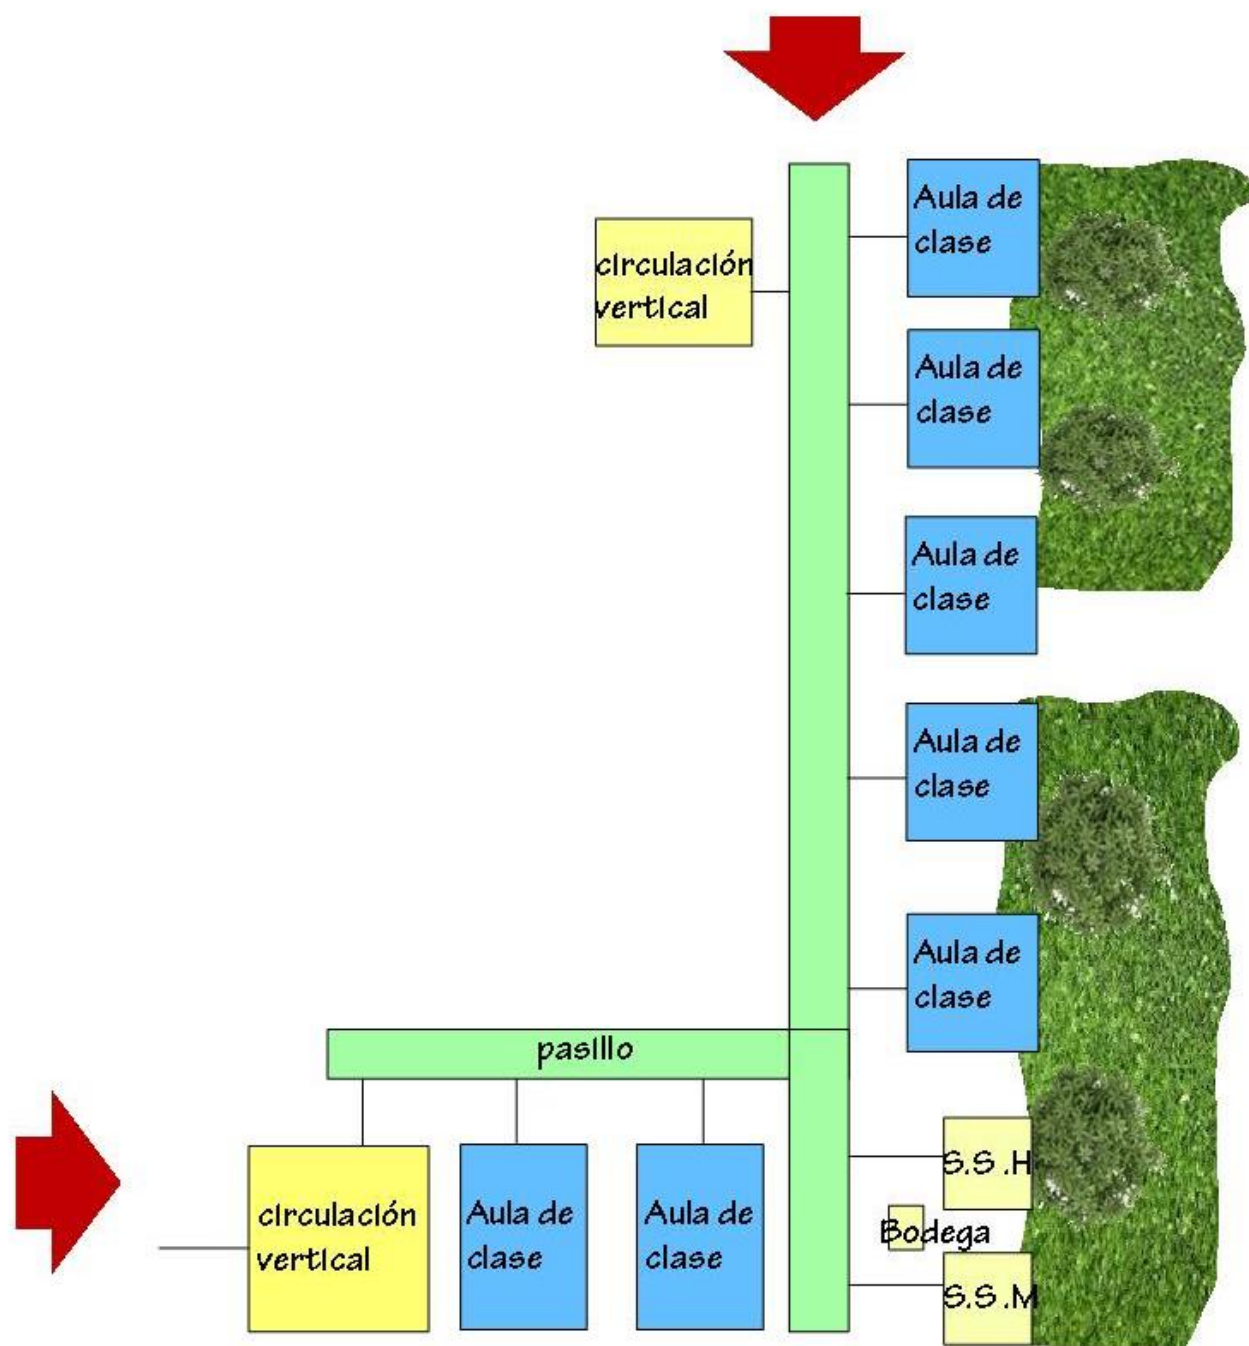 Aula de
clase
circulación
vertical
Aula de
clase
Aula de
clase
Aula de
clase
Aula de
clase
pasillo
S.S.H
Bodega
S.S.M
circulación
vertical
Aula de
clase
Aula de
clase